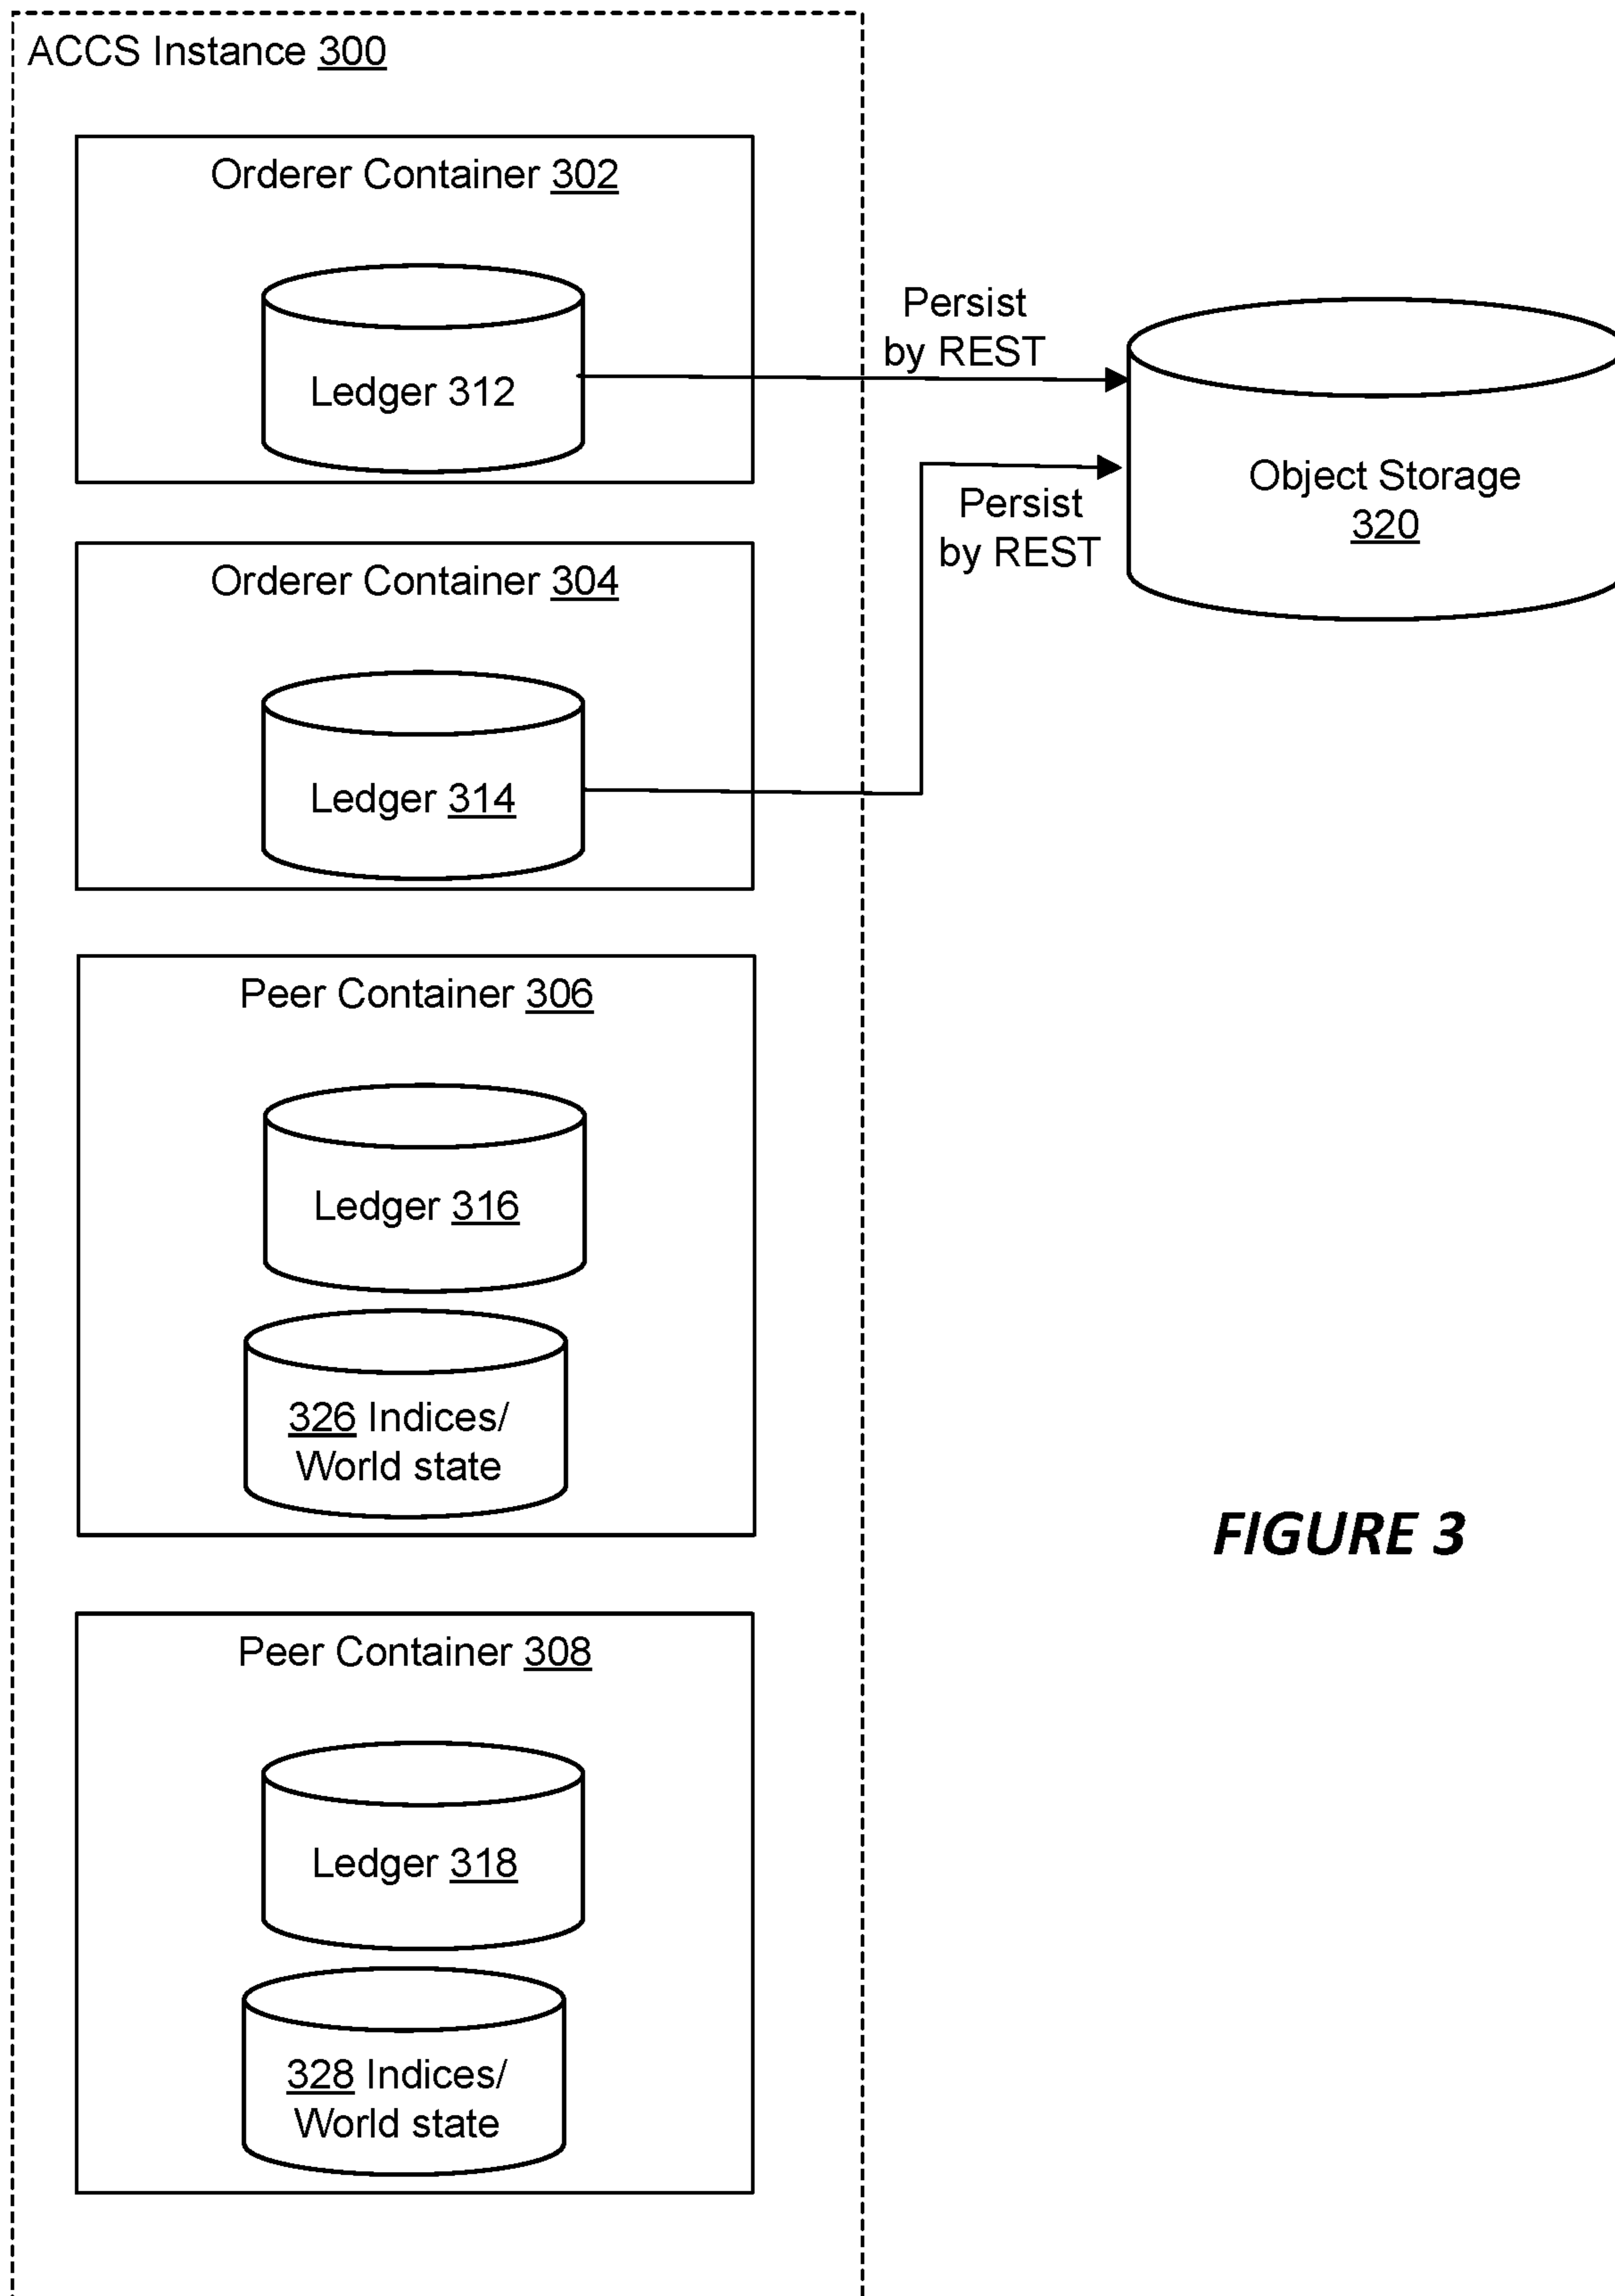 ACCS Instance 300
Orderer Container 302
Ledger 312
Persist
by REST
Object Storage
320
Persist
by REST
Orderer Container 304
Ledger 314
Peer Container 306
Ledger 316
326 Indices/
World state
FIGURE 3
Peer Container 308
Ledger 318
328 Indices/
World state